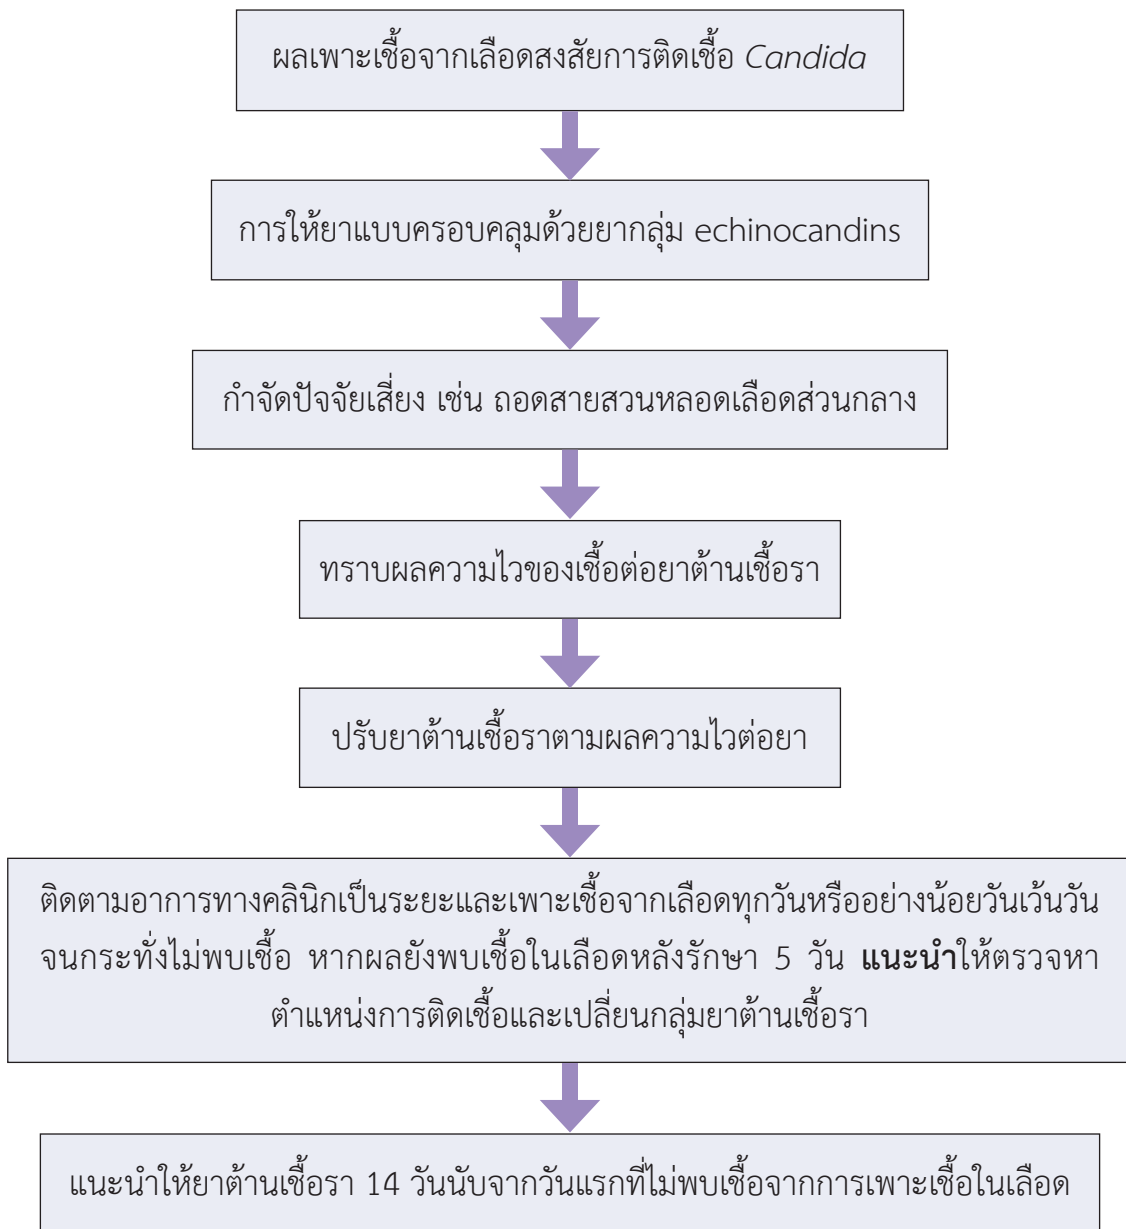 ผลเพาะเชื้อจากเลือดสงสัยการติดเชื้อ Candida
การให้ยาแบบครอบคลุมด้วยยากลุ่ม echinocandins
กำจัดปัจจัยเสี่ยง เช่น ถอดสายสวนหลอดเลือดส่วนกลาง
ทราบผลความไวของเชื้อต่อยาต้านเชื้อรา
ปรับยาต้านเชื้อราตามผลความไวต่อยา
ติดตามอาการทางคลินิกเป็นระยะและเพาะเชื้อจากเลือดทุกวันหรืออย่างน้อยวันเว้นวัน
จนกระทั่งไม่พบเชื้อ หากผลยังพบเชื้อในเลือดหลังรักษา 5 วัน แนะนำให้ตรวจหา
ตำแหน่งการติดเชื้อและเปลี่ยนกลุ่มยาต้านเชื้อรา
แนะนำให้ยาต้านเชื้อรา 14 วันนับจากวันแรกที่ไม่พบเชื้อจากการเพาะเชื้อในเลือด